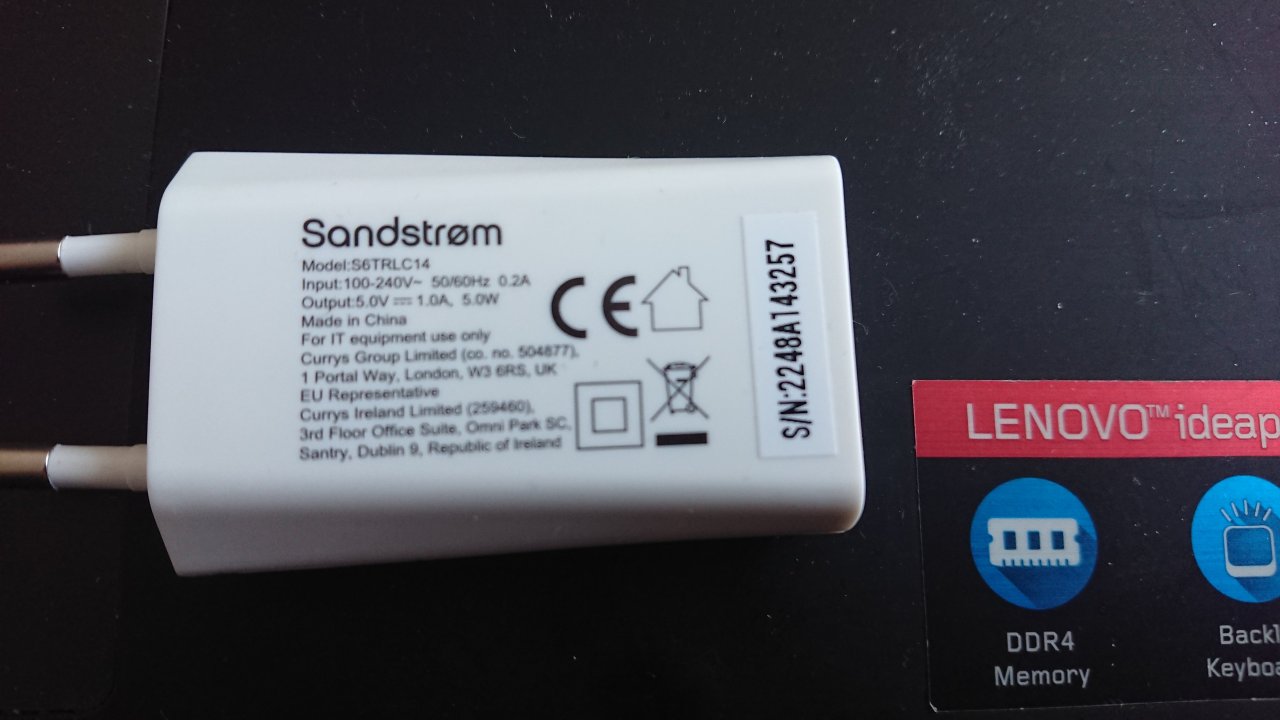 Sandstrøm
Model:S6TRLC14
Input:100-240V~ 50/60Hz 0.2A
Output:5.0V ⎓ 1.0A, 5.0W
Made in China
For IT equipment use only
Currys Group Limited (co. no. 504877),
1 Portal Way, London, W3 6RS, UK
EU Representative
Currys Ireland Limited (259460),
3rd Floor Office Suite, Omni Park SC,
Santry, Dublin 9, Republic of Ireland
CE
S/N:2248A143257
LENOVO™ ideap
DDR4
Memory
Backl
Keyboa